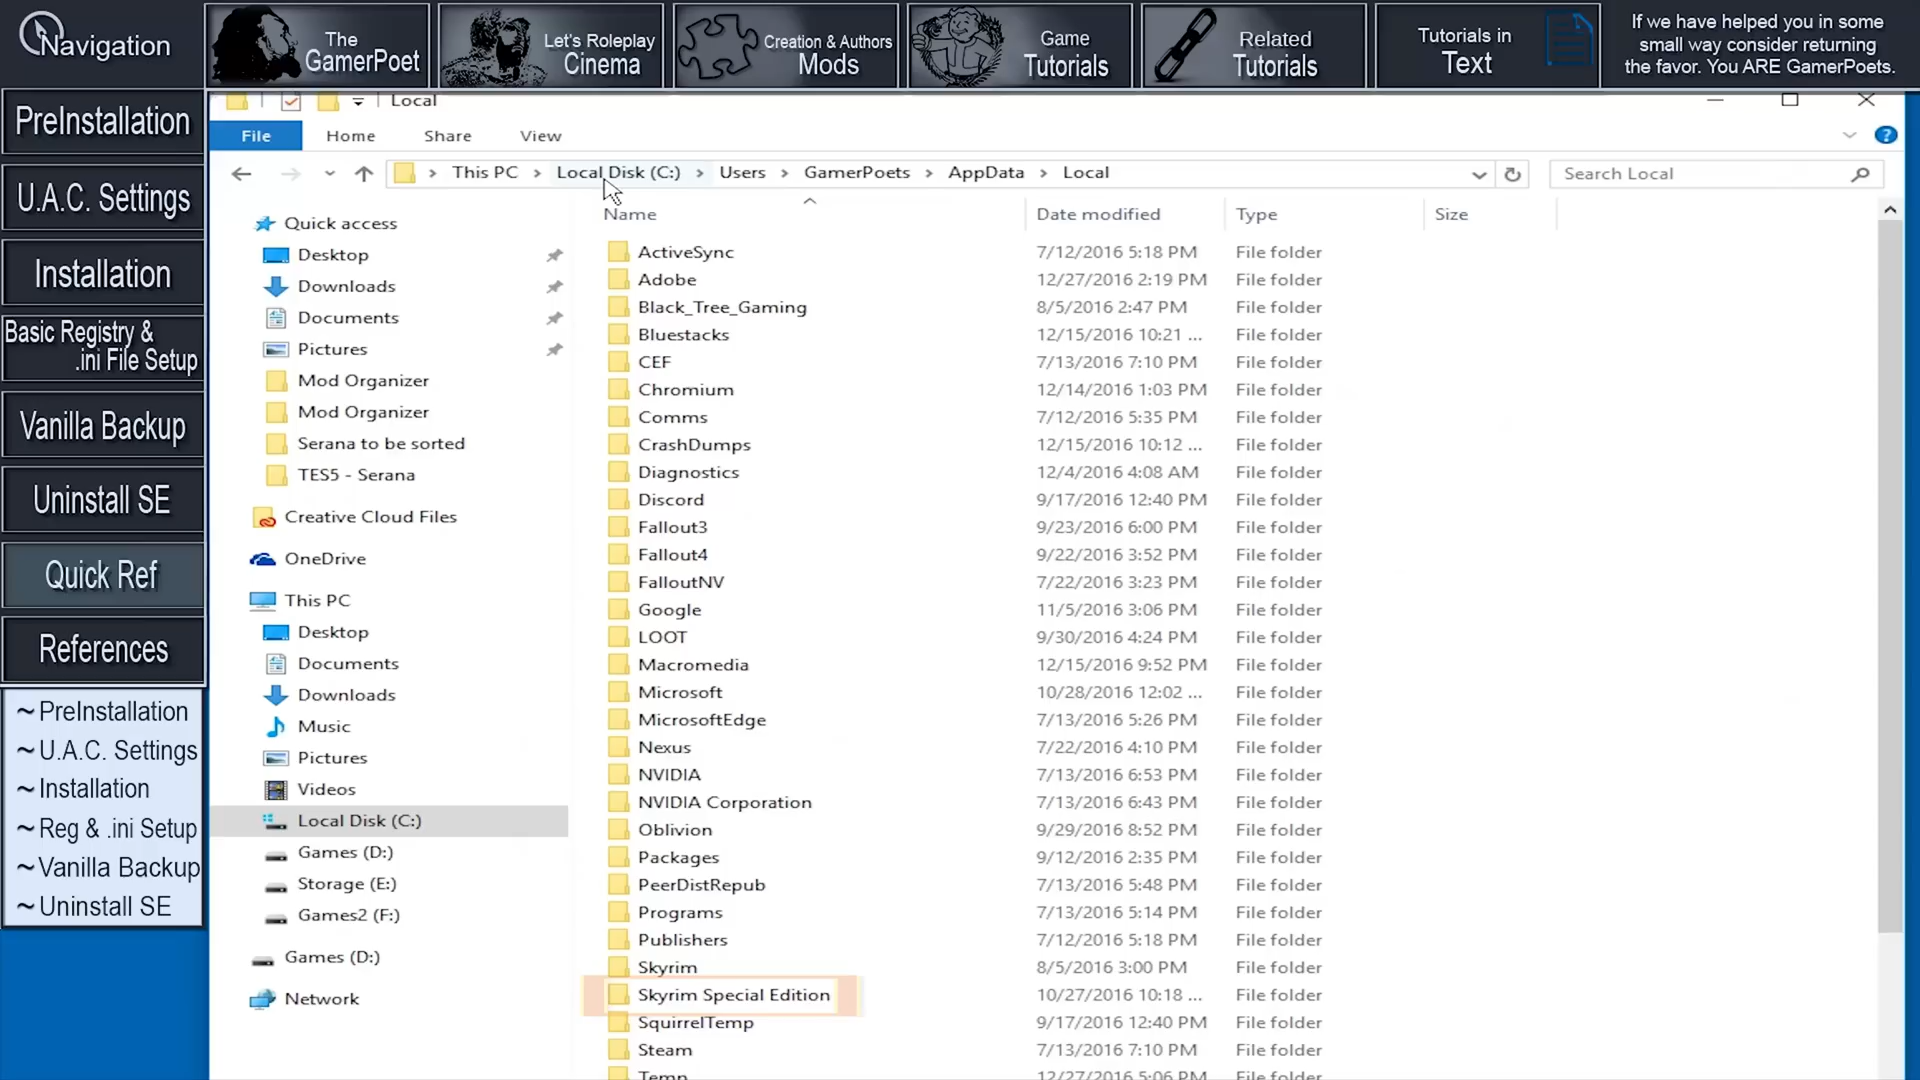 Navigation
The
GamerPoet
Let's Roleplay
Cinema
Creation & Authors
Mods
Game
Tutorials
Related
Tutorials
Tutorials in
Text
If we have helped you in some
small way consider returning
the favor. You ARE GamerPoets.
PreInstallation
U.A.C. Settings
Installation
Basic Registry &
.ini File Setup
Vanilla Backup
Uninstall SE
Quick Ref
References
~ PreInstallation
~ U.A.C. Settings
~ Installation
~ Reg & .ini Setup
~ Vanilla Backup
~ Uninstall SE
Local
File Home Share View
This PC > Local Disk (C:) > Users > GamerPoets > AppData > Local
Search Local
Quick access
Desktop
Downloads
Documents
Pictures
Mod Organizer
Mod Organizer
Serana to be sorted
TES5 - Serana
Creative Cloud Files
OneDrive
This PC
Desktop
Documents
Downloads
Music
Pictures
Videos
Local Disk (C:)
Games (D:)
Storage (E:)
Games2 (F:)
Games (D:)
Network
Name Date modified Type Size
ActiveSync 7/12/2016 5:18 PM File folder
Adobe 12/27/2016 2:19 PM File folder
Black_Tree_Gaming 8/5/2016 2:47 PM File folder
Bluestacks 12/15/2016 10:21 ... File folder
CEF 7/13/2016 7:10 PM File folder
Chromium 12/14/2016 1:03 PM File folder
Comms 7/12/2016 5:35 PM File folder
CrashDumps 12/15/2016 10:12 ... File folder
Diagnostics 12/4/2016 4:08 AM File folder
Discord 9/17/2016 12:40 PM File folder
Fallout3 9/23/2016 6:00 PM File folder
Fallout4 9/22/2016 3:52 PM File folder
FalloutNV 7/22/2016 3:23 PM File folder
Google 11/5/2016 3:06 PM File folder
LOOT 9/30/2016 4:24 PM File folder
Macromedia 12/15/2016 9:52 PM File folder
Microsoft 10/28/2016 12:02 ... File folder
MicrosoftEdge 7/13/2016 5:26 PM File folder
Nexus 7/22/2016 4:10 PM File folder
NVIDIA 7/13/2016 6:53 PM File folder
NVIDIA Corporation 7/13/2016 6:43 PM File folder
Oblivion 9/29/2016 8:52 PM File folder
Packages 9/12/2016 2:35 PM File folder
PeerDistRepub 7/13/2016 5:48 PM File folder
Programs 7/13/2016 5:14 PM File folder
Publishers 7/12/2016 5:18 PM File folder
Skyrim 8/5/2016 3:00 PM File folder
Skyrim Special Edition 10/27/2016 10:18 ... File folder
SquirrelTemp 9/17/2016 12:40 PM File folder
Steam 7/13/2016 7:10 PM File folder
Temp 12/27/2016 5:06 PM File folder